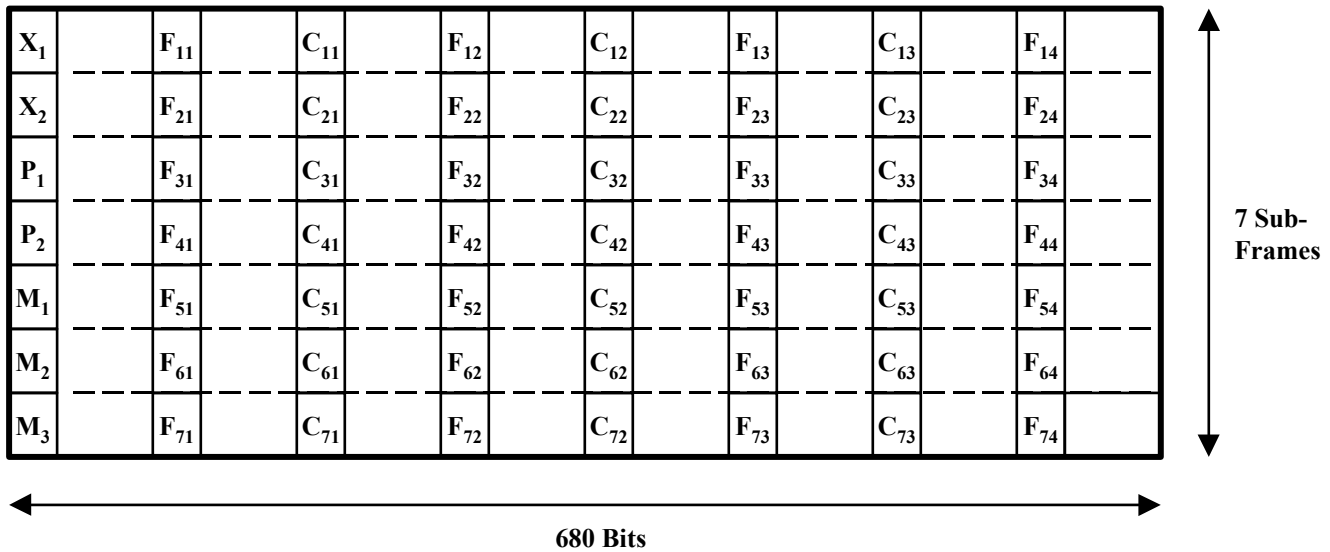 X1 F11 C11 F12 C12 F13 C13 F14
X2 F21 C21 F22 C22 F23 C23 F24
P1 F31 C31 F32 C32 F33 C33 F34
P2 F41 C41 F42 C42 F43 C43 F44
M1 F51 C51 F52 C52 F53 C53 F54
M2 F61 C61 F62 C62 F63 C63 F64
M3 F71 C71 F72 C72 F73 C73 F74
7 Sub-
Frames
680 Bits